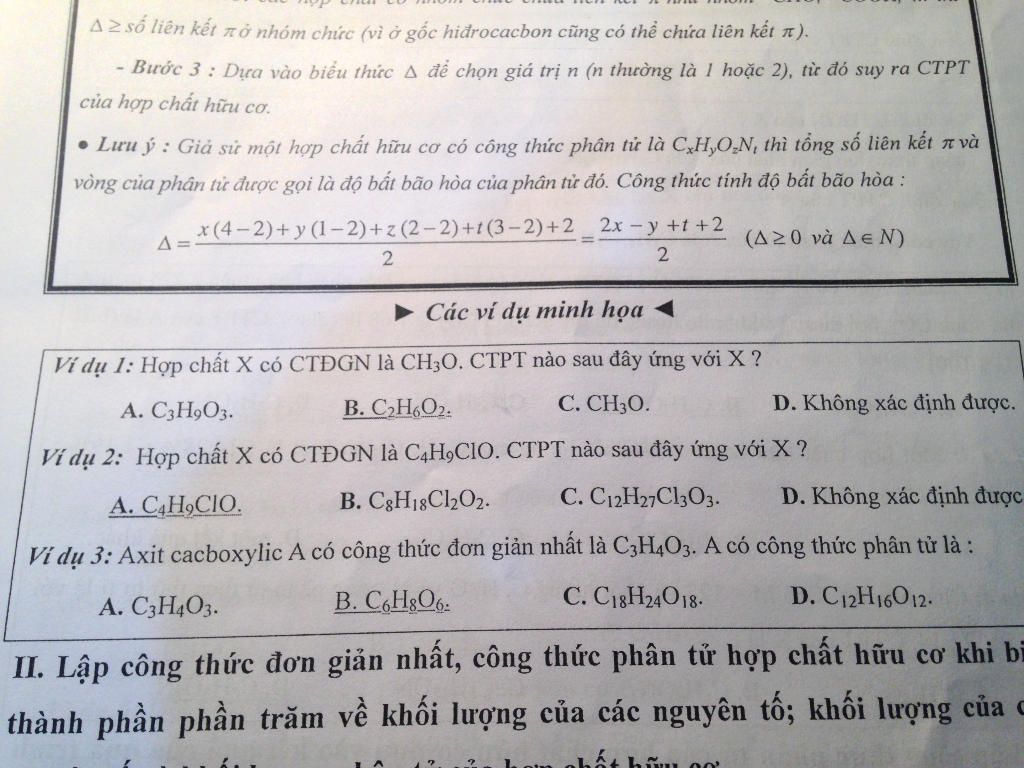 Δ ≥ số liên kết π ở nhóm chức (vì ở gốc hiđrocacbon cũng có thể chứa liên kết π).
- Bước 3 : Dựa vào biểu thức Δ để chọn giá trị n (n thường là 1 hoặc 2), từ đó suy ra CTPT
của hợp chất hữu cơ.
● Lưu ý : Giả sử một hợp chất hữu cơ có công thức phân tử là CxHyOzNt thì tổng số liên kết π và
vòng của phân tử được gọi là độ bất bão hòa của phân tử đó. Công thức tính độ bất bão hòa :
Δ = (x(4−2)+y(1−2)+z(2−2)+t(3−2)+2)/2 = (2x − y + t + 2)/2 (Δ ≥ 0 và Δ ∈ N)
► Các ví dụ minh họa ◄
Ví dụ 1: Hợp chất X có CTĐGN là CH₃O. CTPT nào sau đây ứng với X ?
A. C₃H₉O₃. B. C₂H₆O₂. C. CH₃O. D. Không xác định được.
Ví dụ 2: Hợp chất X có CTĐGN là C₄H₉ClO. CTPT nào sau đây ứng với X ?
A. C₄H₉ClO. B. C₈H₁₈Cl₂O₂. C. C₁₂H₂₇Cl₃O₃. D. Không xác định được
Ví dụ 3: Axit cacboxylic A có công thức đơn giản nhất là C₃H₄O₃. A có công thức phân tử là :
A. C₃H₄O₃. B. C₆H₈O₆. C. C₁₈H₂₄O₁₈. D. C₁₂H₁₆O₁₂.
II. Lập công thức đơn giản nhất, công thức phân tử hợp chất hữu cơ khi bi
thành phần phần trăm về khối lượng của các nguyên tố; khối lượng của c